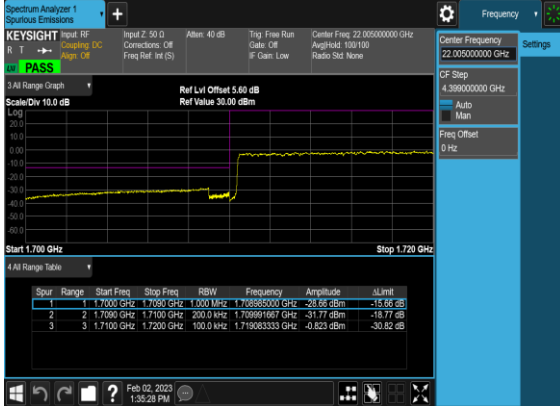 Spectrum Analyzer 1
Spurious Emissions
+
Frequency
KEYSIGHT
Input: RF
Input Z: 50 Ω
Atten: 40 dB
Trig: Free Run
Center Freq: 22.005000000 GHz
R T
Coupling: DC
Corrections: Off
Gate: Off
Avg|Hold: 100/100
Align: Off
Freq Ref: Int (S)
IF Gain: Low
Radio Std: None
PASS
Center Frequency
22.005000000 GHz
Settings
CF Step
4.399000000 GHz
Auto
Man
Freq Offset
0 Hz
3 All Range Graph
Ref Lvl Offset 5.60 dB
Scale/Div 10.0 dB
Ref Value 30.00 dBm
Log
20.0
10.0
0.00
-10.0
-20.0
-30.0
-40.0
-50.0
-60.0
Start 1.700 GHz
Stop 1.720 GHz
4 All Range Table
Spur Range Start Freq Stop Freq RBW Frequency Amplitude ΔLimit
1 1 1.7000 GHz 1.7090 GHz 1.000 MHz 1.708985000 GHz -28.66 dBm -15.66 dB
2 2 1.7090 GHz 1.7100 GHz 200.0 kHz 1.709991667 GHz -31.77 dBm -18.77 dB
3 3 1.7100 GHz 1.7200 GHz 100.0 kHz 1.719083333 GHz -0.823 dBm -30.82 dB
?
Feb 02, 2023
1:35:28 PM